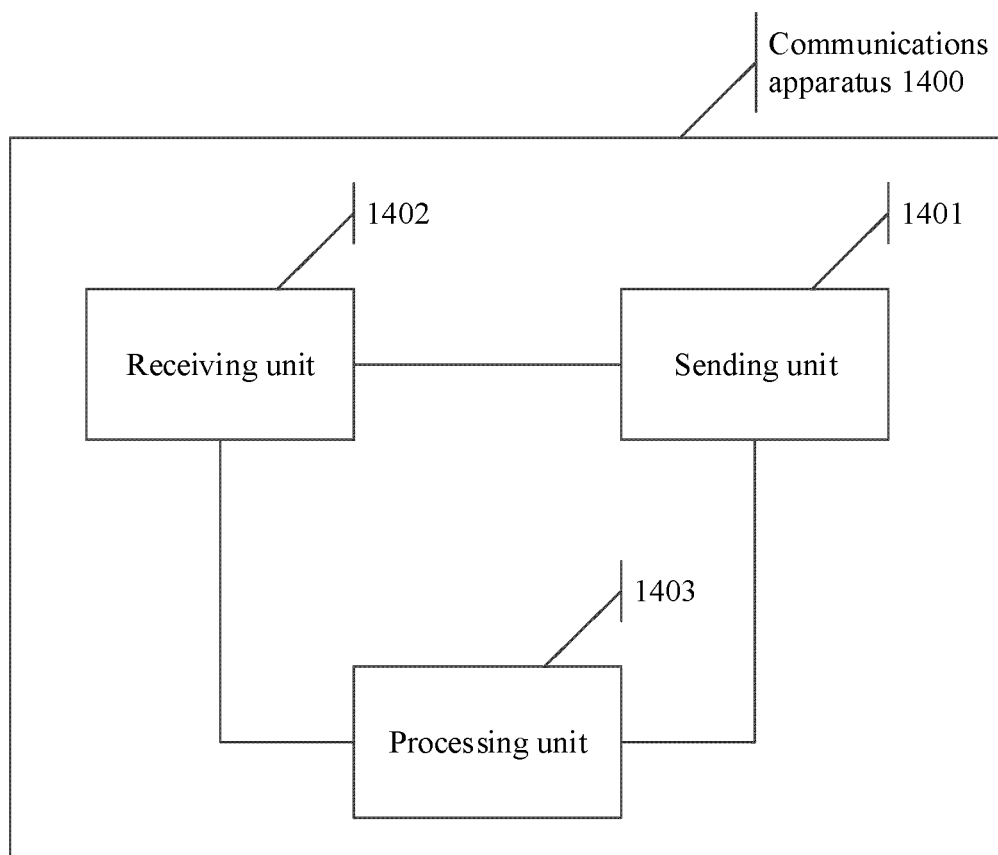 Communications
apparatus 1400
1402
1401
Receiving unit
Sending unit
1403
Processing unit